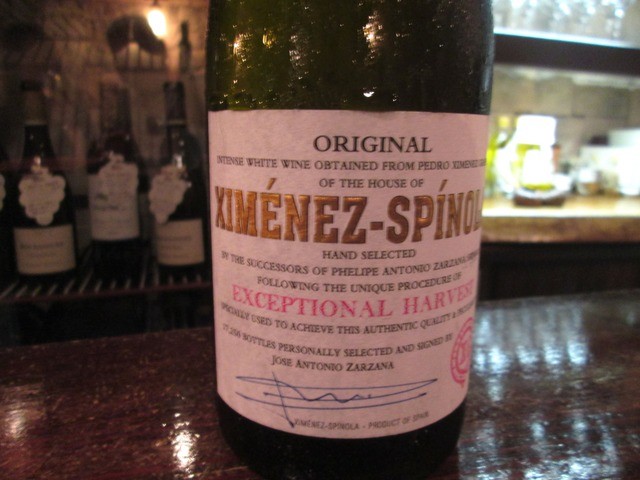 ORIGINAL
INTENSE WHITE WINE OBTAINED FROM PEDRO XIMENEZ
OF THE HOUSE OF
XIMÉNEZ-SPÍNOL
HAND SELECTED
BY THE SUCCESSORS OF PHELIPE ANTONIO ZARZANA
FOLLOWING THE UNIQUE PROCEDURE OF
EXCEPTIONAL HARVEST
SPECIALLY USED TO ACHIEVE THIS AUTHENTIC QUALITY &
BOTTLES PERSONALLY SELECTED AND SIGNED BY
JOSE ANTONIO ZARZANA
XIMÉNEZ-SPÍNOLA - PRODUCT OF SPAIN